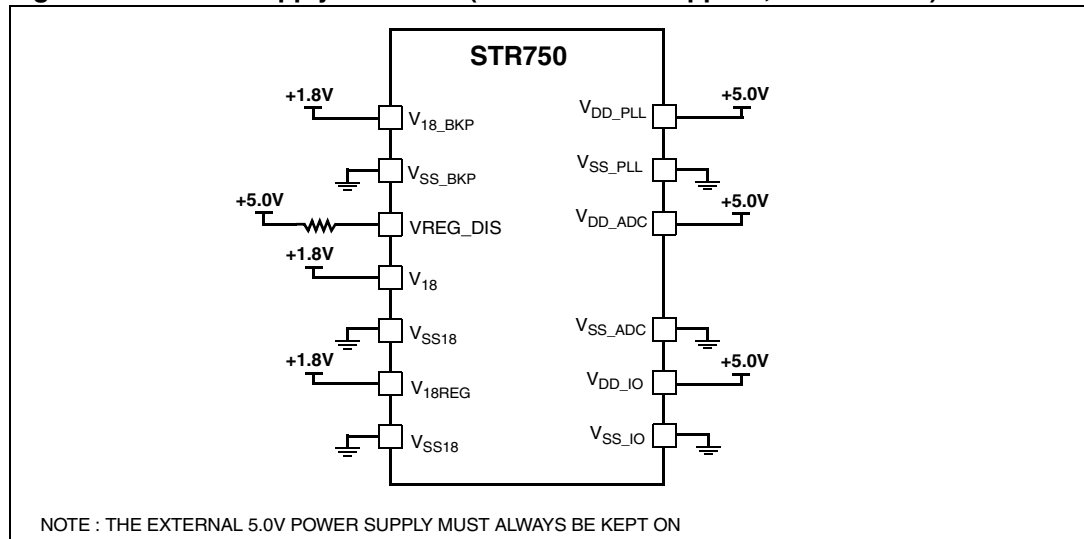 STR750
+1.8V
V18_BKP
VSS_BKP
+5.0V
VREG_DIS
+1.8V
V18
VSS18
+1.8V
V18REG
VSS18
VDD_PLL
+5.0V
VSS_PLL
+5.0V
VDD_ADC
VSS_ADC
+5.0V
VDD_IO
VSS_IO
NOTE : THE EXTERNAL 5.0V POWER SUPPLY MUST ALWAYS BE KEPT ON